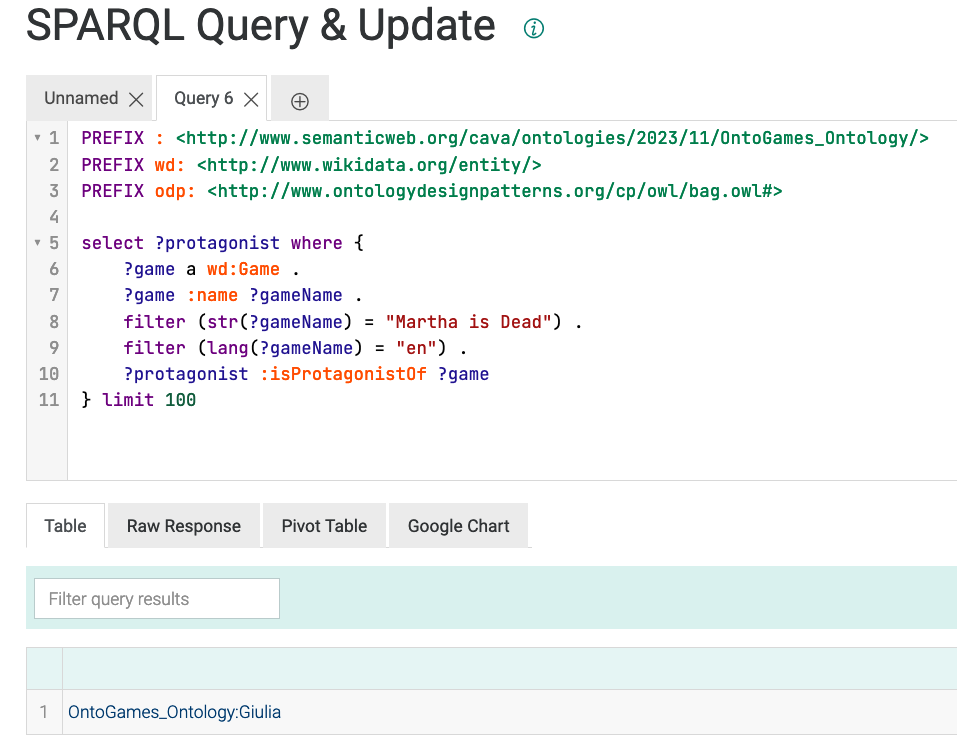 SPARQL Query & Update
Unnamed
Query 6
1 PREFIX : <http://www.semanticweb.org/cava/ontologies/2023/11/OntoGames_Ontology/>
2 PREFIX wd: <http://www.wikidata.org/entity/>
3 PREFIX odp: <http://www.ontologydesignpatterns.org/cp/owl/bag.owl#>
4
5 select ?protagonist where {
6 ?game a wd:Game .
7 ?game :name ?gameName .
8 filter (str(?gameName) = "Martha is Dead") .
9 filter (lang(?gameName) = "en") .
10 ?protagonist :isProtagonistOf ?game
11 } limit 100
Table
Raw Response
Pivot Table
Google Chart
Filter query results
1 OntoGames_Ontology:Giulia